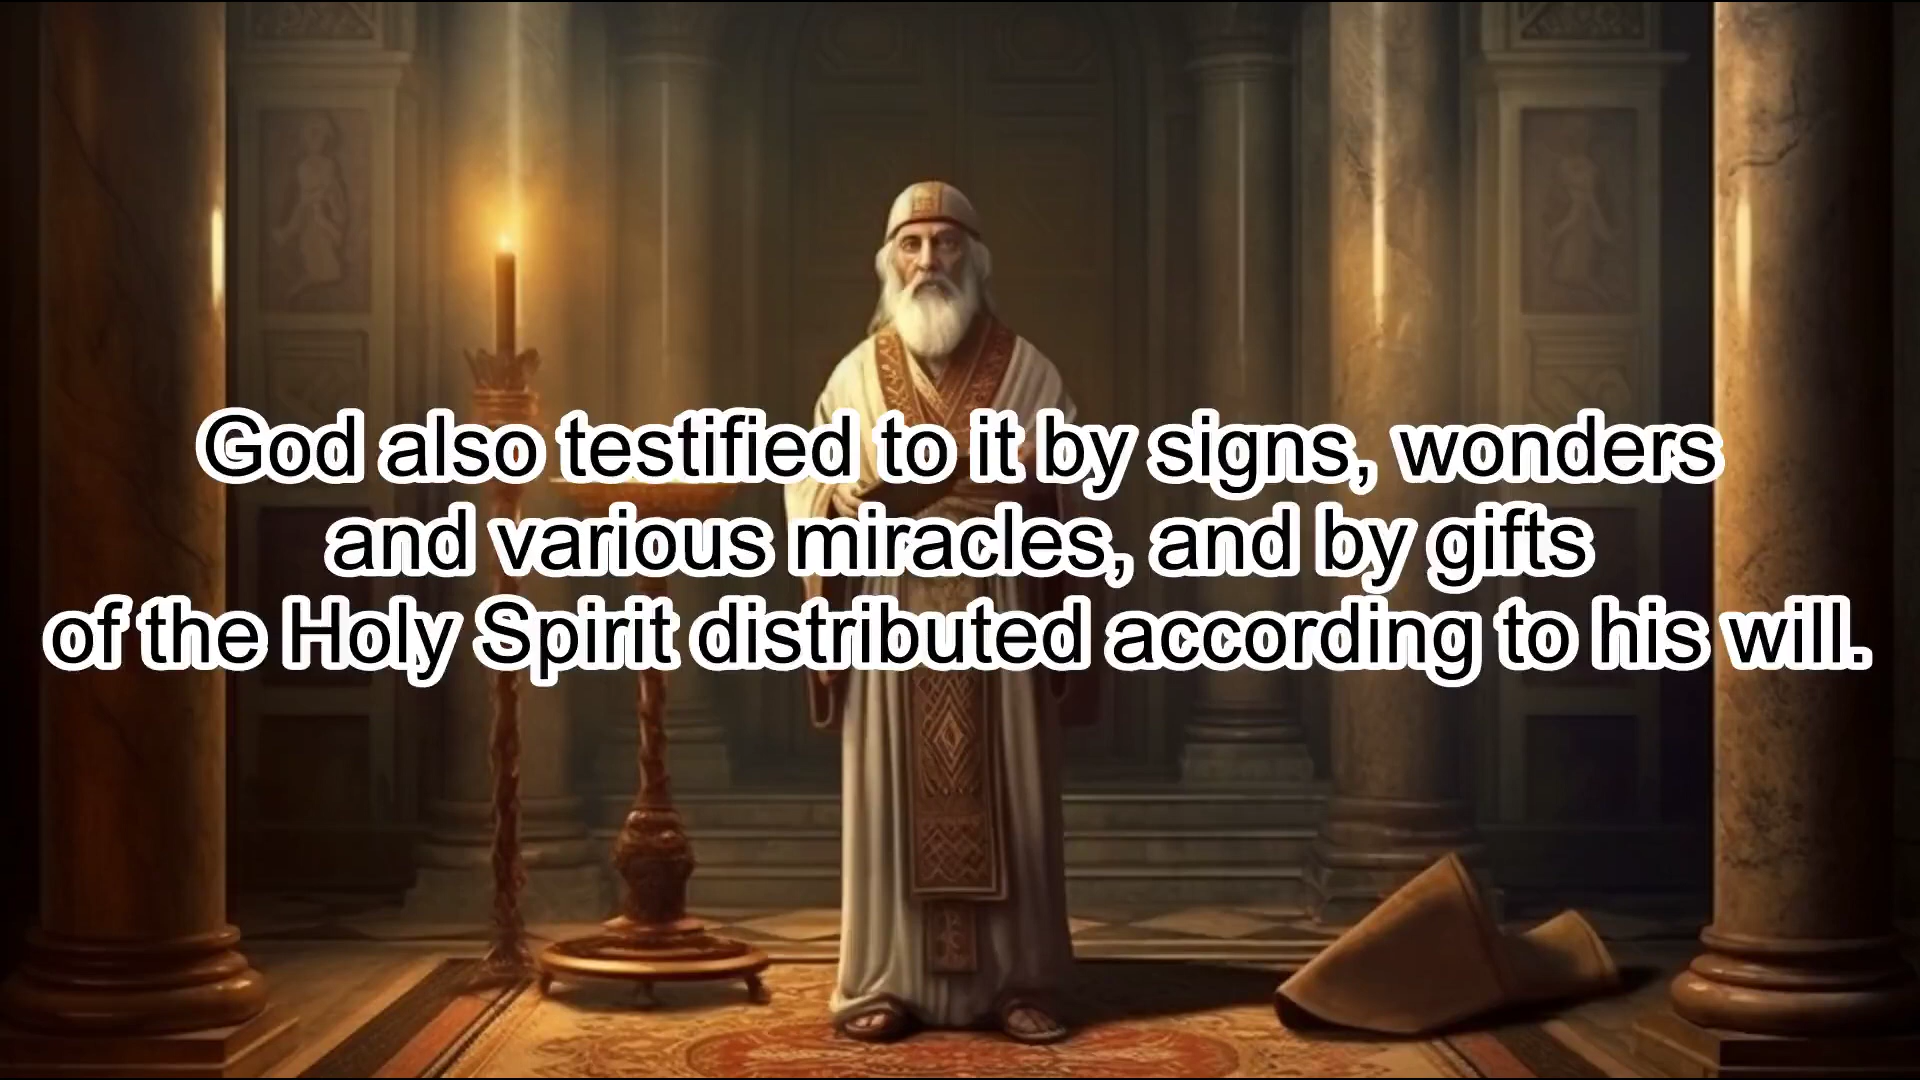 God also testified to it by signs, wonders
and various miracles, and by gifts
of the Holy Spirit distributed according to his will.